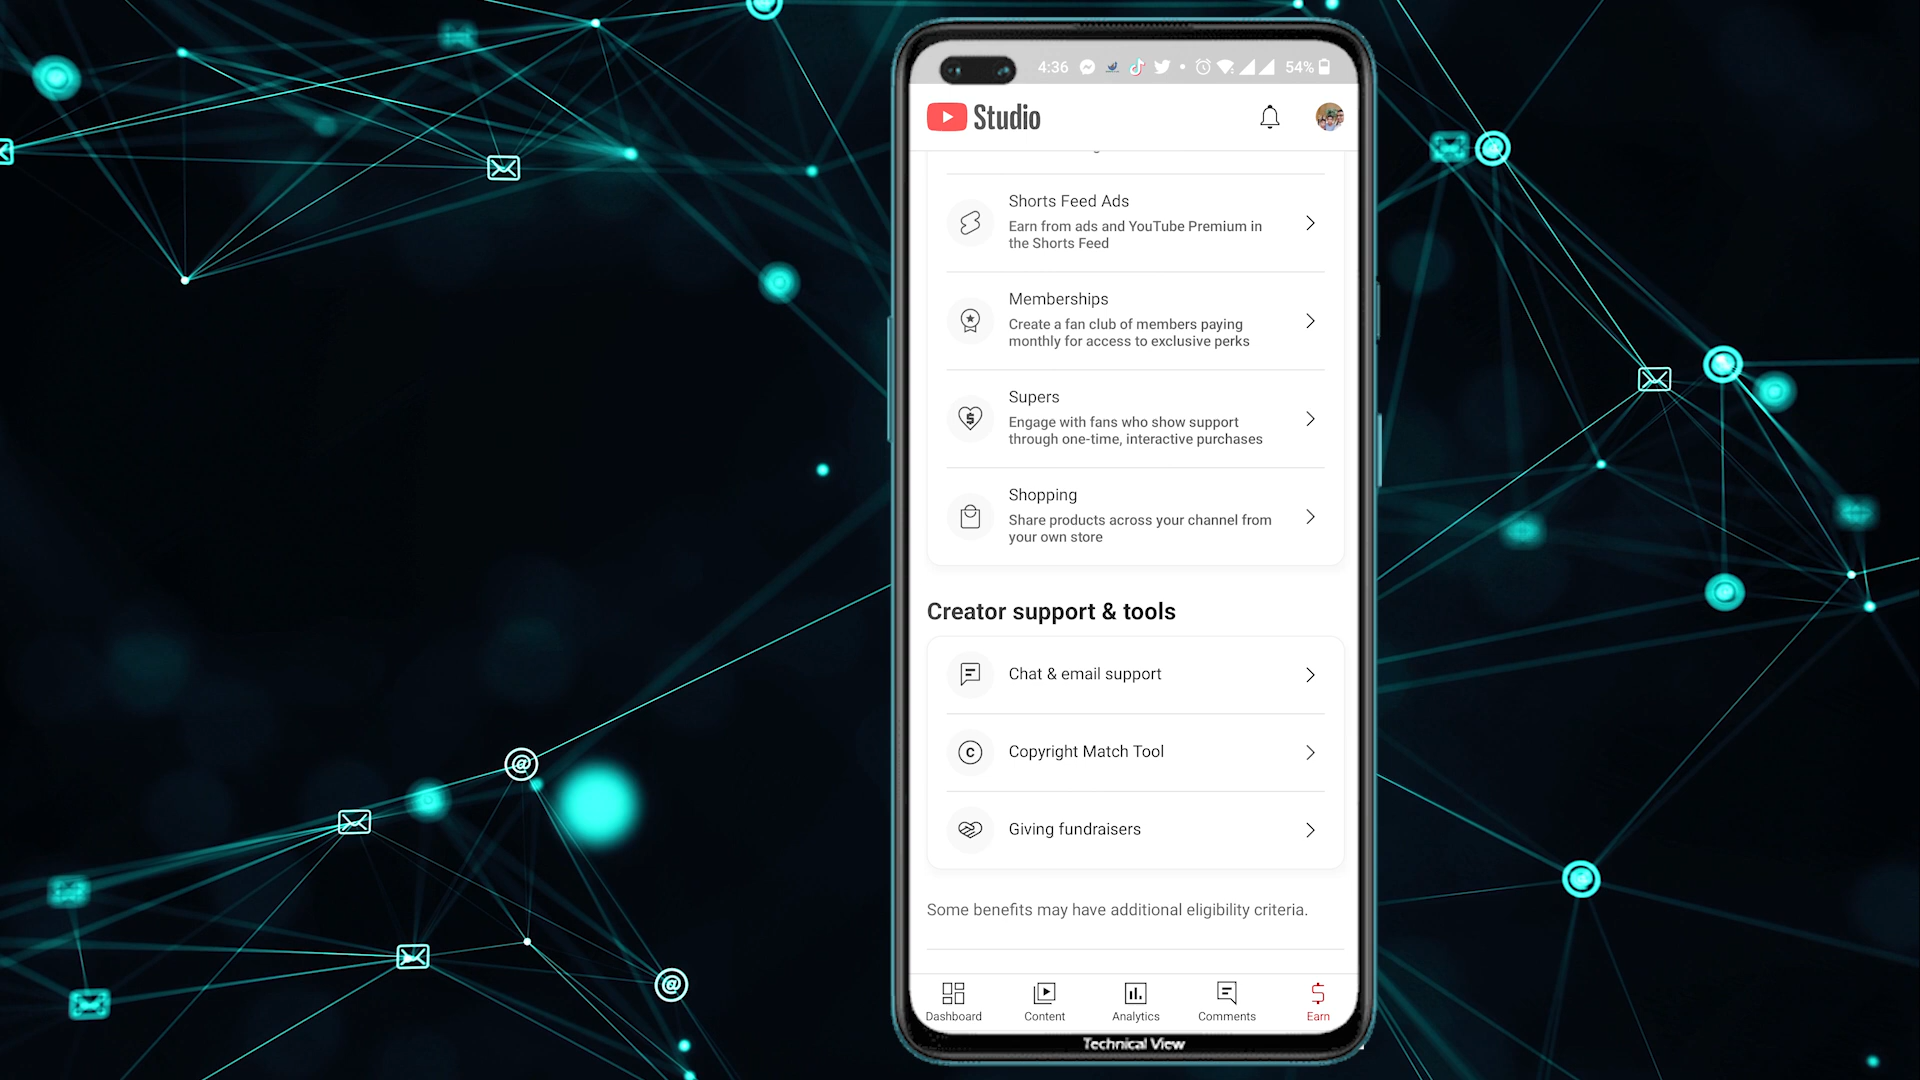 4:36
54%
Studio
Shorts Feed Ads
Earn from ads and YouTube Premium in
the Shorts Feed
Memberships
Create a fan club of members paying
monthly for access to exclusive perks
Supers
Engage with fans who show support
through one-time, interactive purchases
Shopping
Share products across your channel from
your own store
Creator support & tools
Chat & email support
Copyright Match Tool
Giving fundraisers
Some benefits may have additional eligibility criteria.
Dashboard
Content
Analytics
Comments
Earn
Technical View